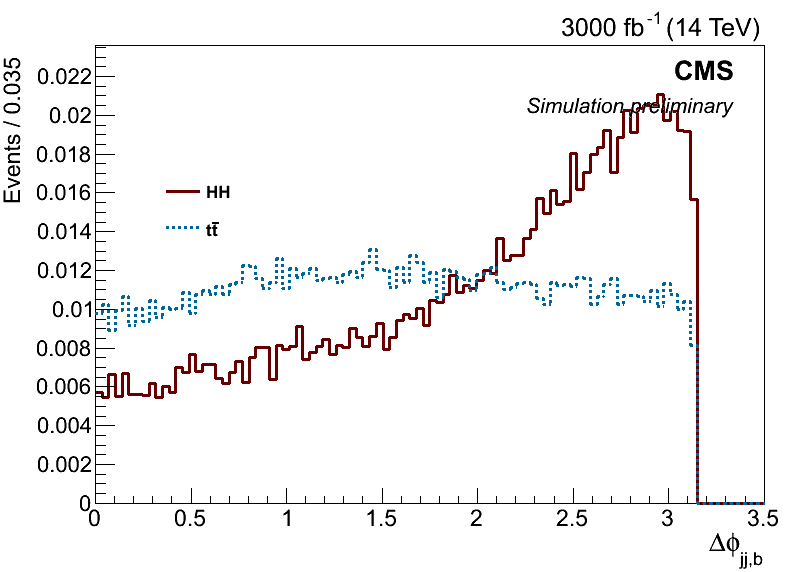 3000 fb⁻¹ (14 TeV)
CMS
Simulation preliminary
Events / 0.035
0.022
0.02
0.018
0.016
0.014
0.012
0.01
0.008
0.006
0.004
0.002
0
HH
tt̄
0 0.5 1 1.5 2 2.5 3 3.5
Δϕjj,b